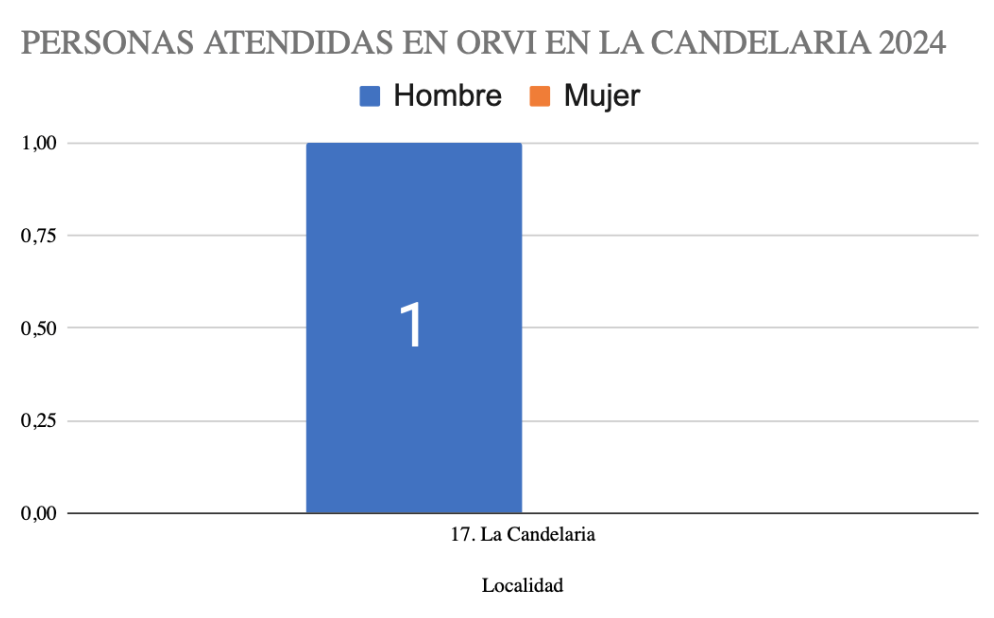 PERSONAS ATENDIDAS EN ORVI EN LA CANDELARIA 2024
Hombre Mujer
1,00
0,75
0,50
0,25
0,00
1
17. La Candelaria
Localidad